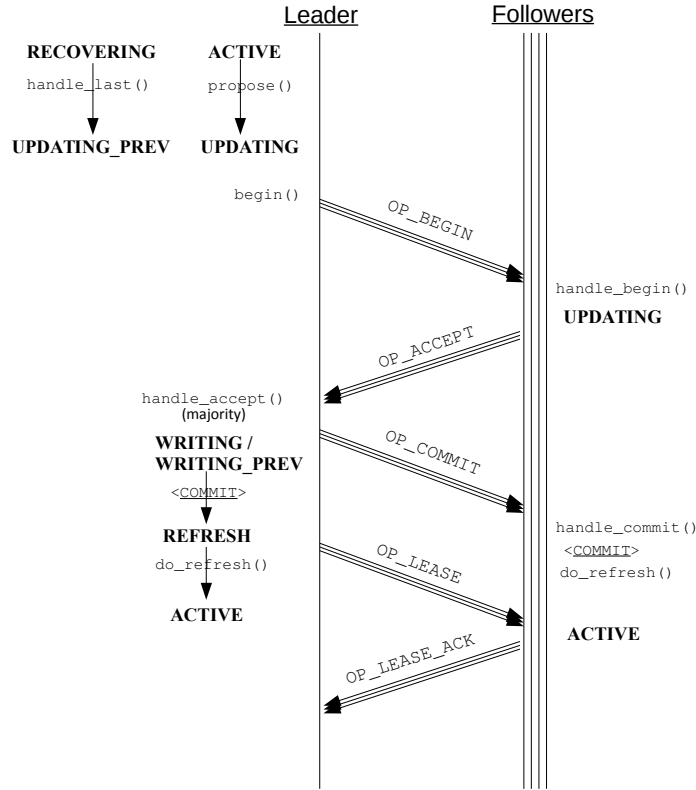 Leader
Followers
RECOVERING
ACTIVE
handle_last()
propose()
UPDATING_PREV
UPDATING
begin()
OP_BEGIN
handle_begin()
UPDATING
OP_ACCEPT
handle_accept()
(majority)
WRITING /
WRITING_PREV
OP_COMMIT
<COMMIT>
handle_commit()
REFRESH
<COMMIT>
OP_LEASE
do_refresh()
do_refresh()
ACTIVE
ACTIVE
OP_LEASE_ACK